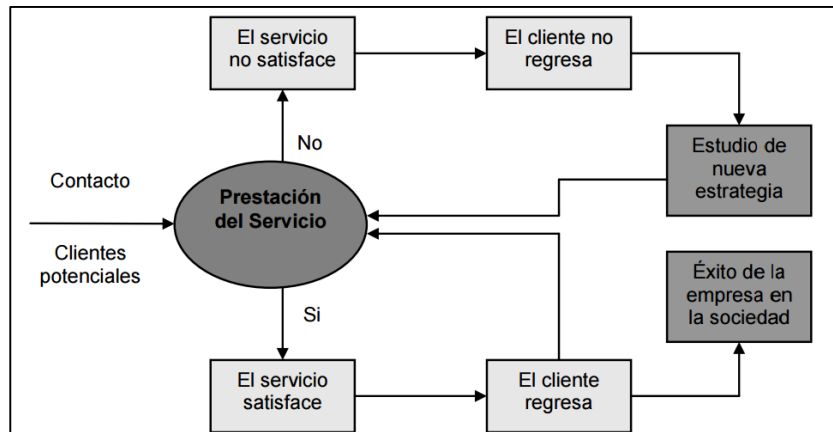 El servicio
no satisface
El cliente no
regresa
No
Estudio de
nueva
estrategia
Contacto
Prestación
del Servicio
Clientes
potenciales
Éxito de la
empresa en
la sociedad
Si
El servicio
satisface
El cliente
regresa